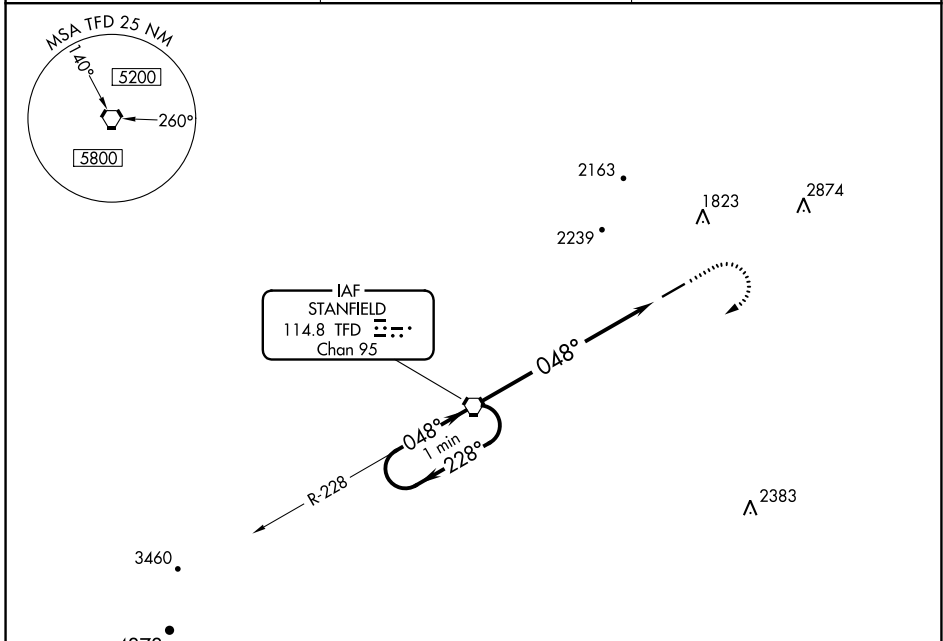 MSA TFD 25 NM
140°
5200
260°
5800
2163
1823
2874
2239
IAF
STANFIELD
114.8 TFD
Chan 95
048°
048°
1 min
228°
R-228
2383
3460